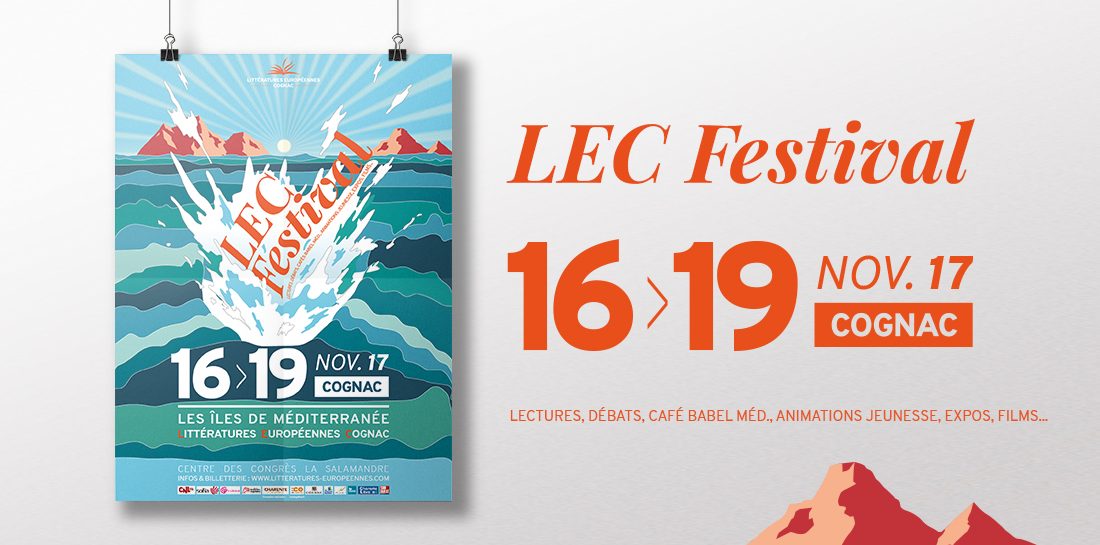 LITTÉRATURES EUROPÉENNES
COGNAC
LEC
Festival
16 > 19 NOV. 17
COGNAC
LES ÎLES DE MÉDITERRANÉE
LITTÉRATURES EUROPÉENNES COGNAC
CENTRE DES CONGRÈS LA SALAMANDRE
INFOS & BILLETTERIE : WWW.LITTERATURES-EUROPEENNES.COM
LEC Festival
16 > 19 NOV. 17
COGNAC
LECTURES, DÉBATS, CAFÉ BABEL MÉD., ANIMATIONS JEUNESSE, EXPOS, FILMS...